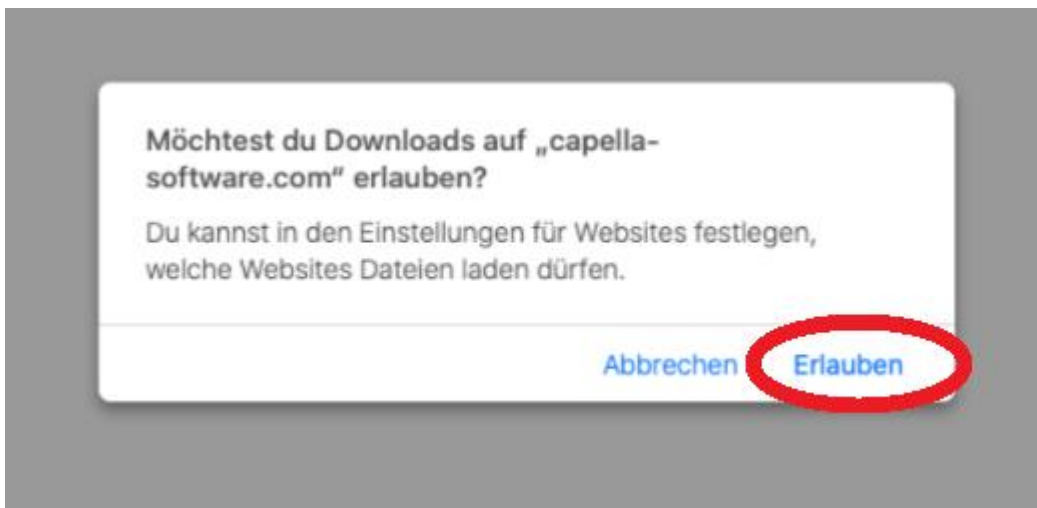 Möchtest du Downloads auf „capella-
software.com“ erlauben?
Du kannst in den Einstellungen für Websites festlegen,
welche Websites Dateien laden dürfen.
Abbrechen Erlauben